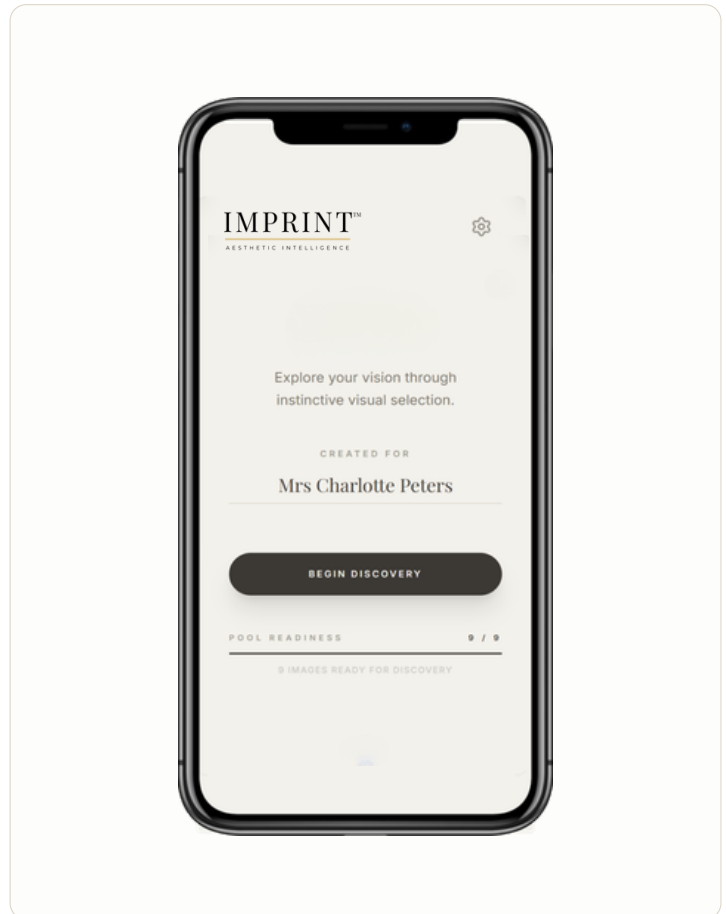 IMPRINT™
AESTHETIC INTELLIGENCE
Explore your vision through
instinctive visual selection.
CREATED FOR
Mrs Charlotte Peters
BEGIN DISCOVERY
POOL READINESS 9 / 9
9 IMAGES READY FOR DISCOVERY